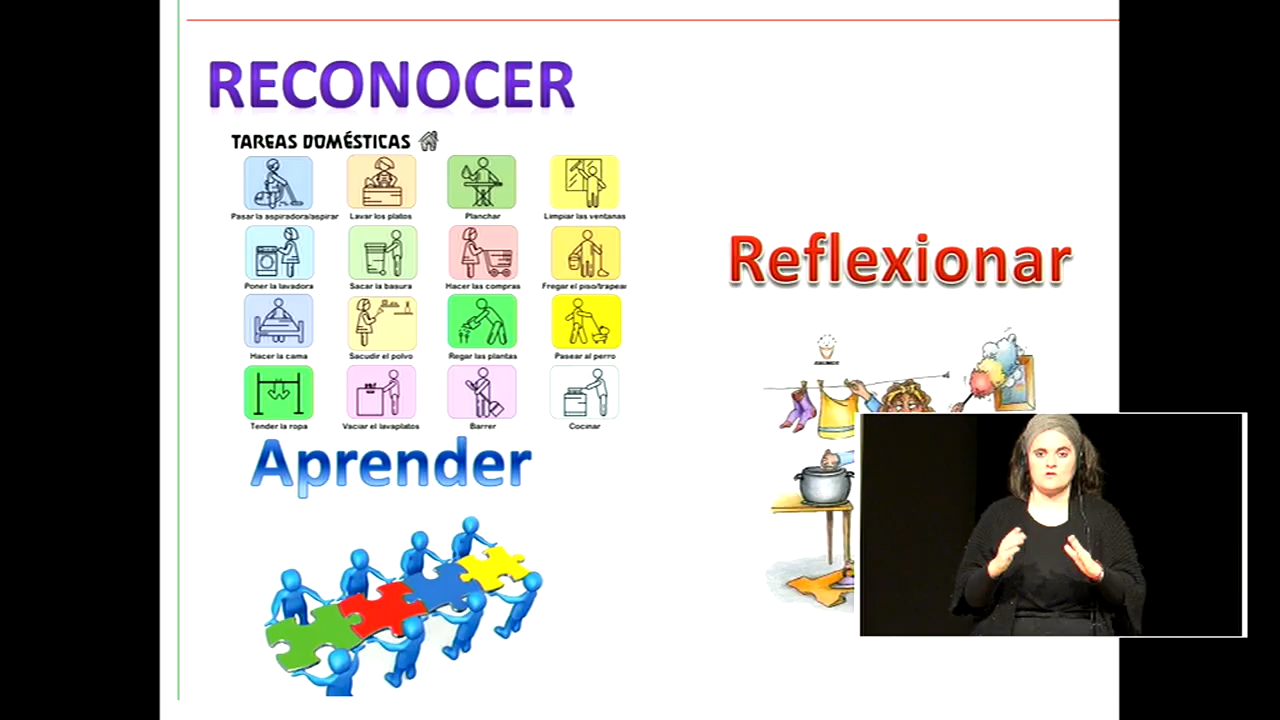 RECONOCER
TAREAS DOMÉSTICAS
Pasar la aspiradora/aspirar
Lavar los platos
Planchar
Limpiar las ventanas
Poner la lavadora
Sacar la basura
Hacer las compras
Fregar el piso/trapear
Hacer la cama
Sacudir el polvo
Regar las plantas
Pasear al perro
Tender la ropa
Vaciar el lavaplatos
Barrer
Cocinar
Aprender
Reflexionar